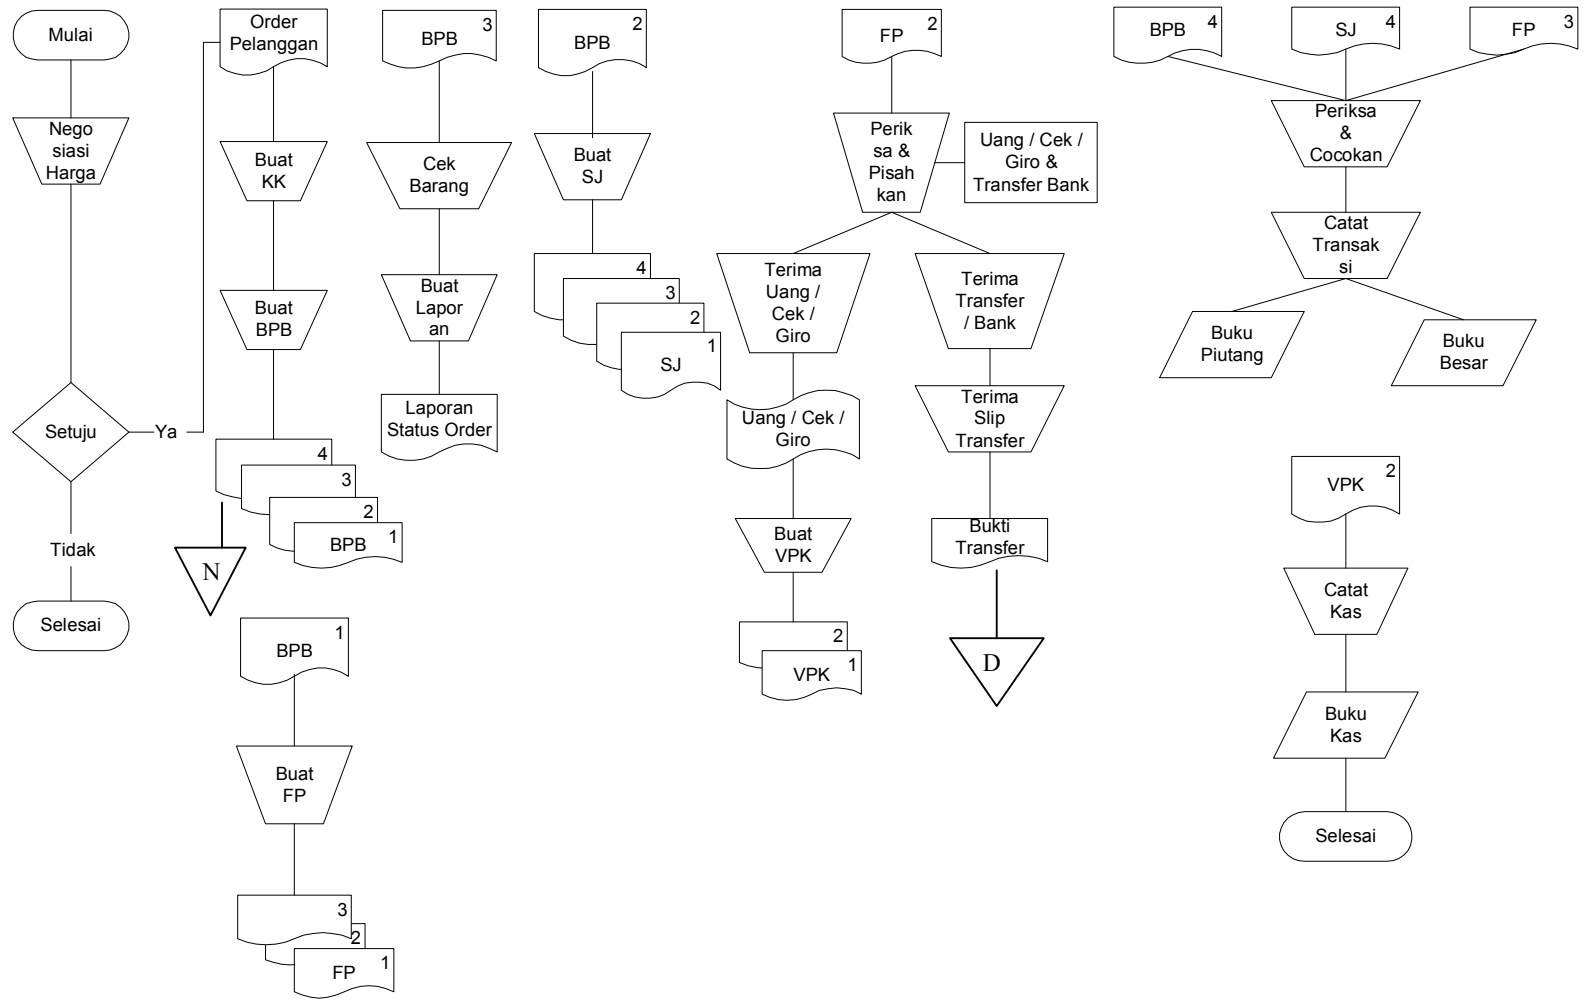 Mulai
Nego
siasi
Harga
Setuju
Ya
Tidak
Selesai
Order
Pelanggan
Buat
KK
Buat
BPB
4
3
2
1
BPB
N
1
BPB
Buat
FP
3
2
1
FP
3
BPB
Cek
Barang
Buat
Lapor
an
Laporan
Status Order
2
BPB
Buat
SJ
4
3
2
1
SJ
2
FP
Perik
sa &
Pisah
kan
Uang / Cek /
Giro &
Transfer Bank
Terima
Uang /
Cek /
Giro
Uang / Cek /
Giro
Buat
VPK
2
1
VPK
Terima
Transfer
/ Bank
Terima
Slip
Transfer
Bukti
Transfer
D
4
BPB
4
SJ
3
FP
Periksa
&
Cocokan
Catat
Transak
si
Buku
Piutang
Buku
Besar
2
VPK
Catat
Kas
Buku
Kas
Selesai